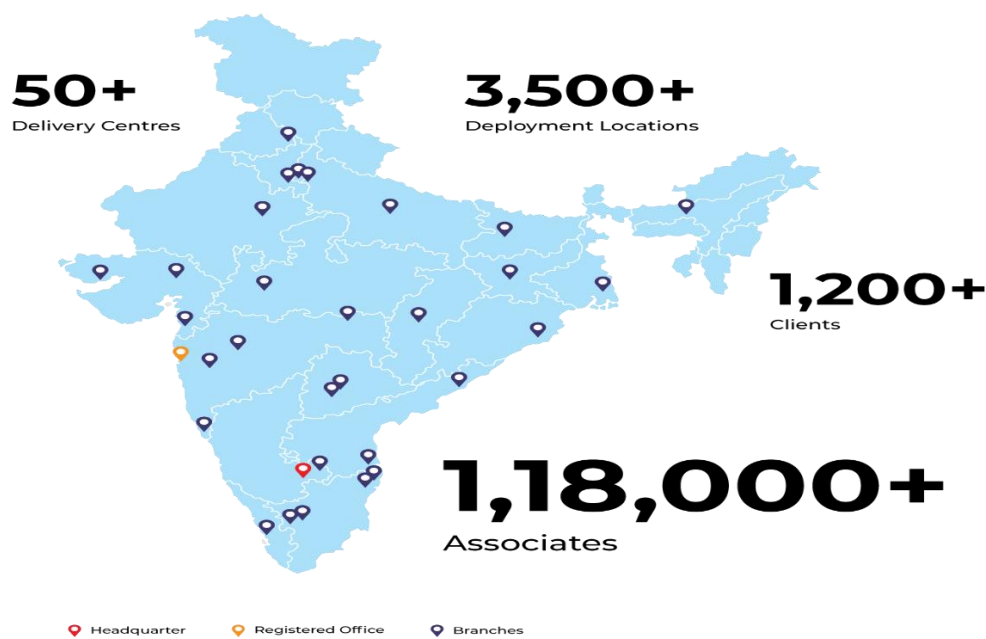 50+
Delivery Centres
3,500+
Deployment Locations
1,200+
Clients
1,18,000+
Associates
Headquarter
Registered Office
Branches